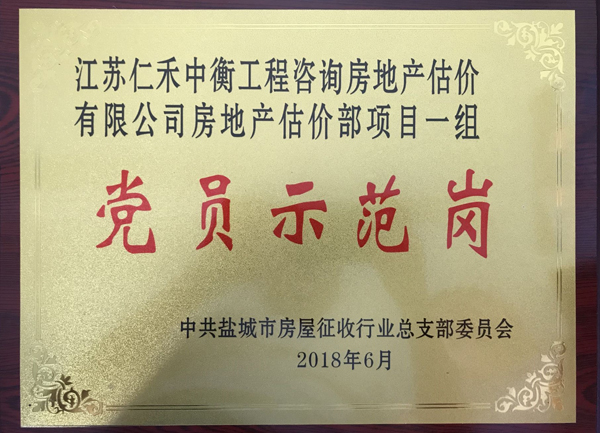 江苏仁禾中衡工程咨询房地产估价
有限公司房地产估价部项目一组
党员示范岗
中共盐城市房屋征收行业总支部委员会
2018年6月